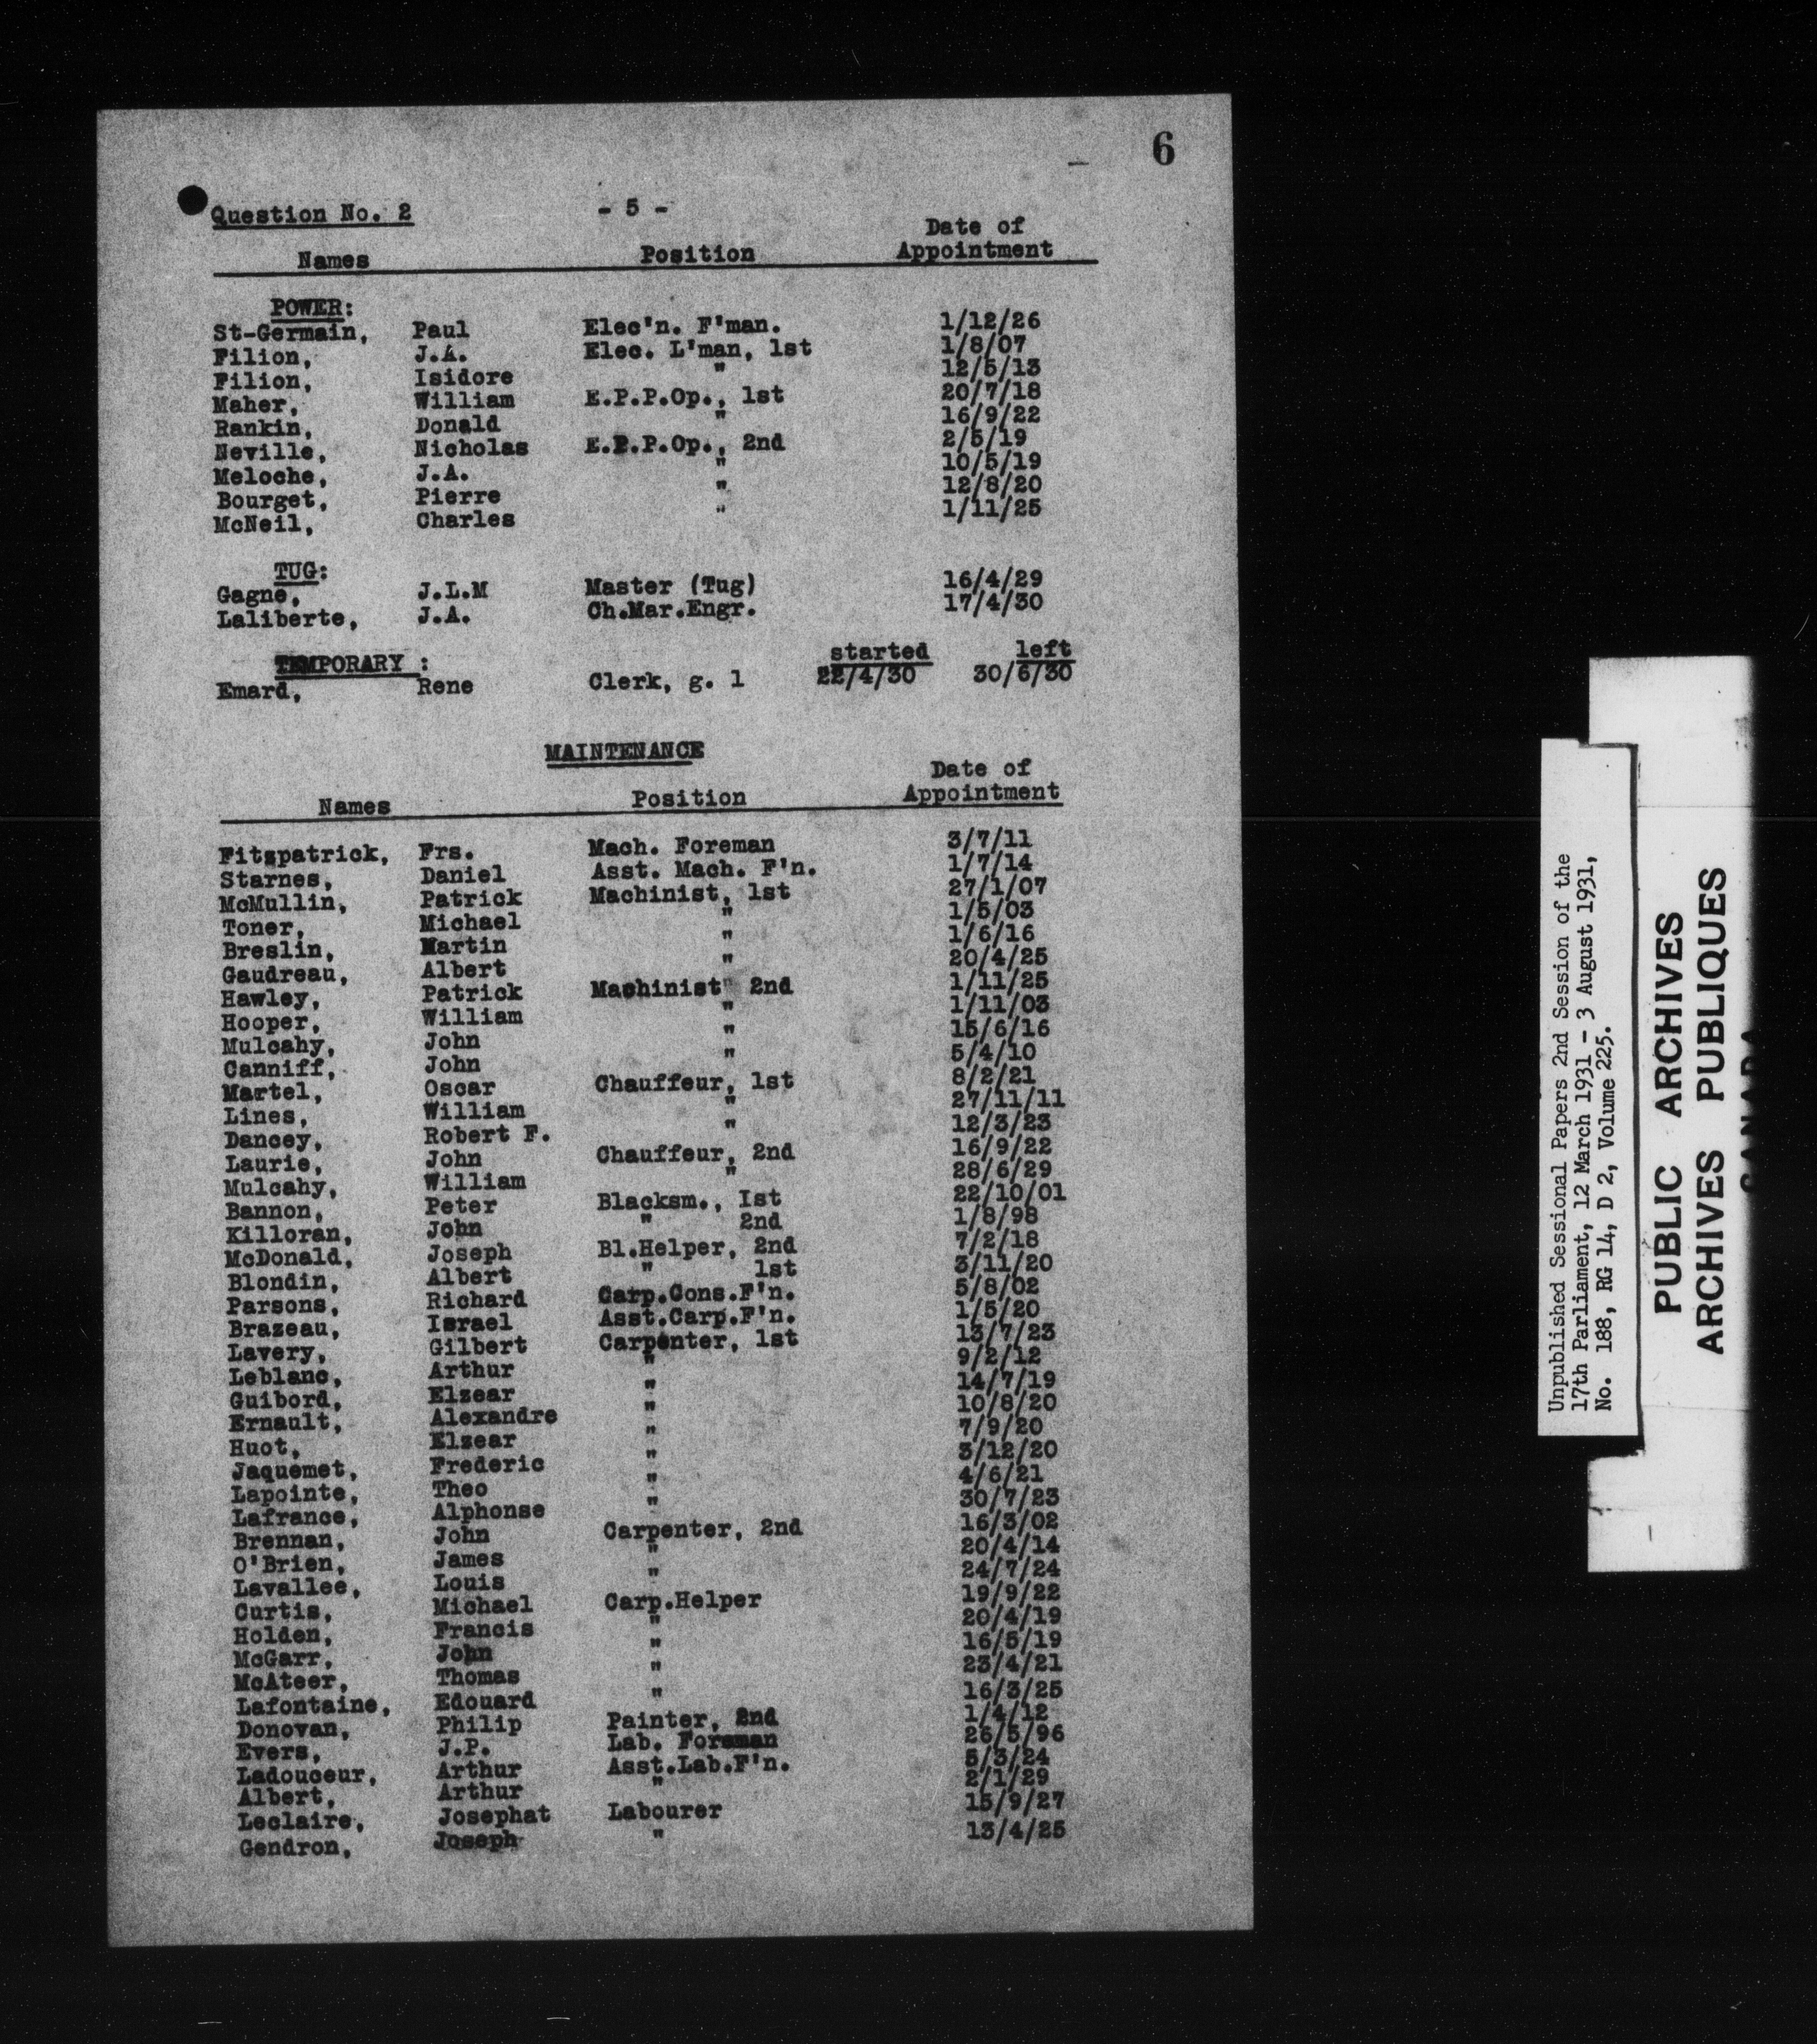 6
Question No. 2 - 5 -
Date of
Names Position Appointment
POWER:
St-Germain, Paul Elec'n. F'man. 1/12/26
Filion, J.A. Elec. L'man, 1st 1/8/07
Filion, Isidore " 12/5/13
Maher, William E.P.P.Op., 1st 20/7/18
Rankin, Donald " 16/9/22
Neville, Nicholas E.P.P.Op., 2nd 2/5/19
Meloche, J.A. " 10/5/19
Bourget, Pierre " 12/8/20
McNeil, Charles " 1/11/25
TUG:
Gagne, J.L.M Master (Tug) 16/4/29
Laliberte, J.A. Ch.Mar.Engr. 17/4/30
TEMPORARY : started left
Emard, Rene Clerk, g. 1 22/4/30 30/6/30
MAINTENANCE
Date of
Names Position Appointment
Fitzpatrick, Frs. Mach. Foreman 3/7/11
Starnes, Daniel Asst. Mach. F'n. 1/7/14
McMullin, Patrick Machinist, 1st 27/1/07
Toner, Michael " 1/5/03
Breslin, Martin " 1/6/16
Gaudreau, Albert " 20/4/25
Hawley, Patrick Machinist" 2nd 1/11/25
Hooper, William " 1/11/03
Mulcahy, John " 15/6/16
Canniff, John " 5/4/10
Martel, Oscar Chauffeur, 1st 8/2/21
Lines, William " 27/11/11
Dancey, Robert F. " 12/3/23
Laurie, John Chauffeur, 2nd 16/9/22
Mulcahy, William " 28/6/29
Bannon, Peter Blacksm., Ist 22/10/01
Killoran, John " 2nd 1/8/98
McDonald, Joseph Bl.Helper, 2nd 7/2/18
Blondin, Albert " 1st 3/11/20
Parsons, Richard Carp.Cons.F'n. 5/8/02
Brazeau, Israel Asst.Carp.F'n. 1/5/20
Lavery, Gilbert Carpenter, 1st 13/7/23
Leblanc, Arthur " 9/2/12
Guibord, Elzear " 14/7/19
Ernault, Alexandre " 10/8/20
Huot, Elzear " 7/9/20
Jaquemet, Frederic " 3/12/20
Lapointe, Theo " 4/6/21
Lafrance, Alphonse " 30/7/23
Brennan, John Carpenter, 2nd 16/3/02
O'Brien, James " 20/4/14
Lavallee, Louis " 24/7/24
Curtis, Michael Carp.Helper 19/9/22
Holden, Francis " 20/4/19
McGarr, John " 16/5/19
McAteer, Thomas " 23/4/21
Lafontaine, Edouard " 16/3/25
Donovan, Philip Painter, 2nd 1/4/12
Evers, J.P. Lab. Foreman 26/5/96
Ladouceur, Arthur Asst.Lab.F'n. 5/3/24
Albert, Arthur " 2/1/29
Leclaire, Josephat Labourer 15/9/27
Gendron, Joseph " 13/4/25
Unpublished Sessional Papers 2nd Session of the
17th Parliament, 12 March 1931 - 3 August 1931,
No. 188, RG 14, D 2, Volume 225.
PUBLIC ARCHIVES
ARCHIVES PUBLIQUES
CANADA